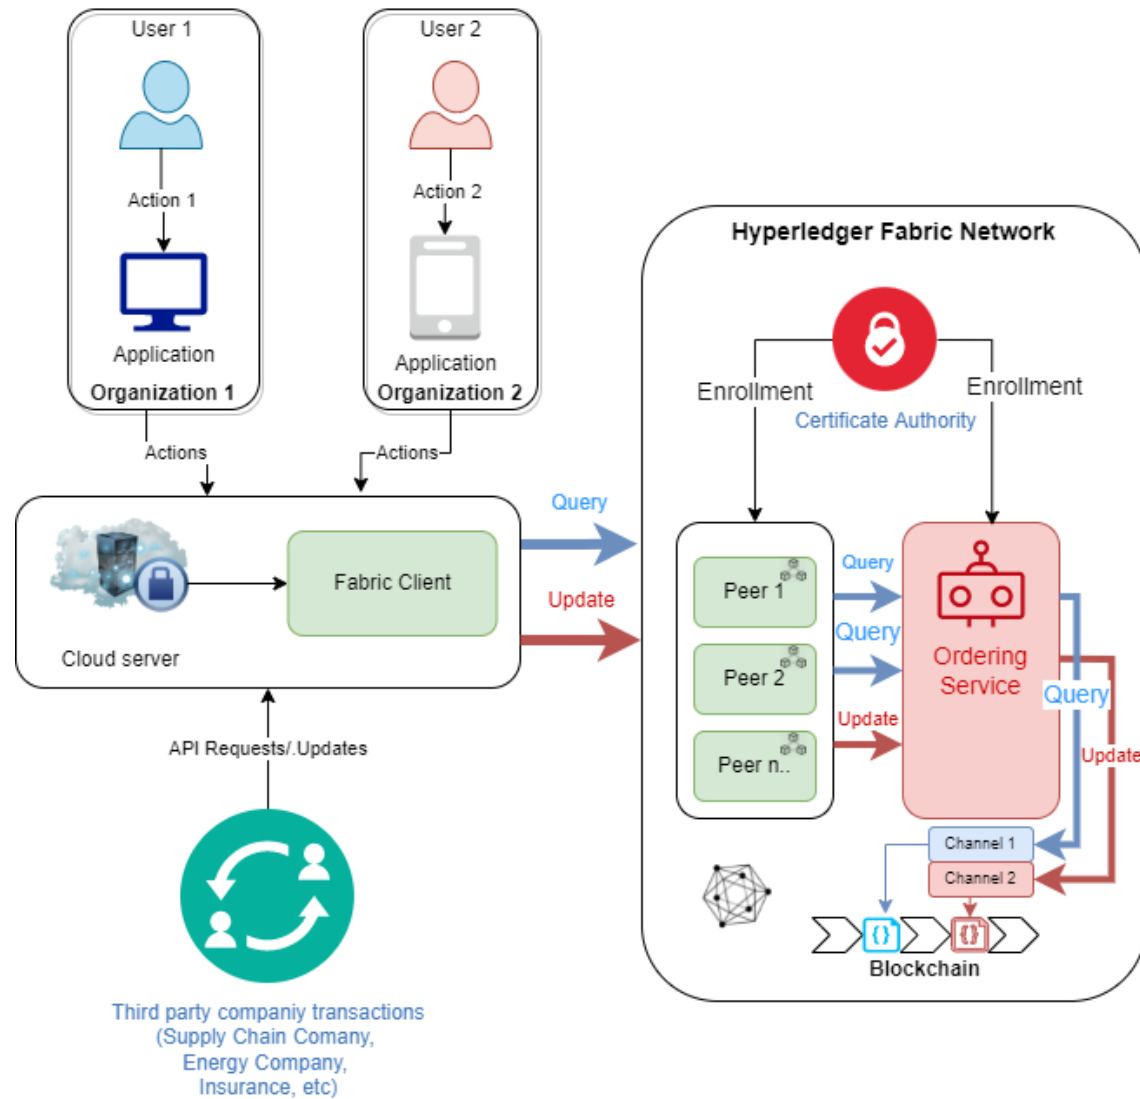 User 1
User 2
Action 1
Action 2
Application
Application
Organization 1
Organization 2
Actions
Actions
Hyperledger Fabric Network
Enrollment
Enrollment
Certificate Authority
Query
Update
Fabric Client
Cloud server
Peer 1
Peer 2
Peer n..
Query
Query
Update
Ordering
Service
Query
Update
API Requests/.Updates
Channel 1
Channel 2
{}
{}
Blockchain
Third party companiy transactions
(Supply Chain Comany,
Energy Company,
Insurance, etc)